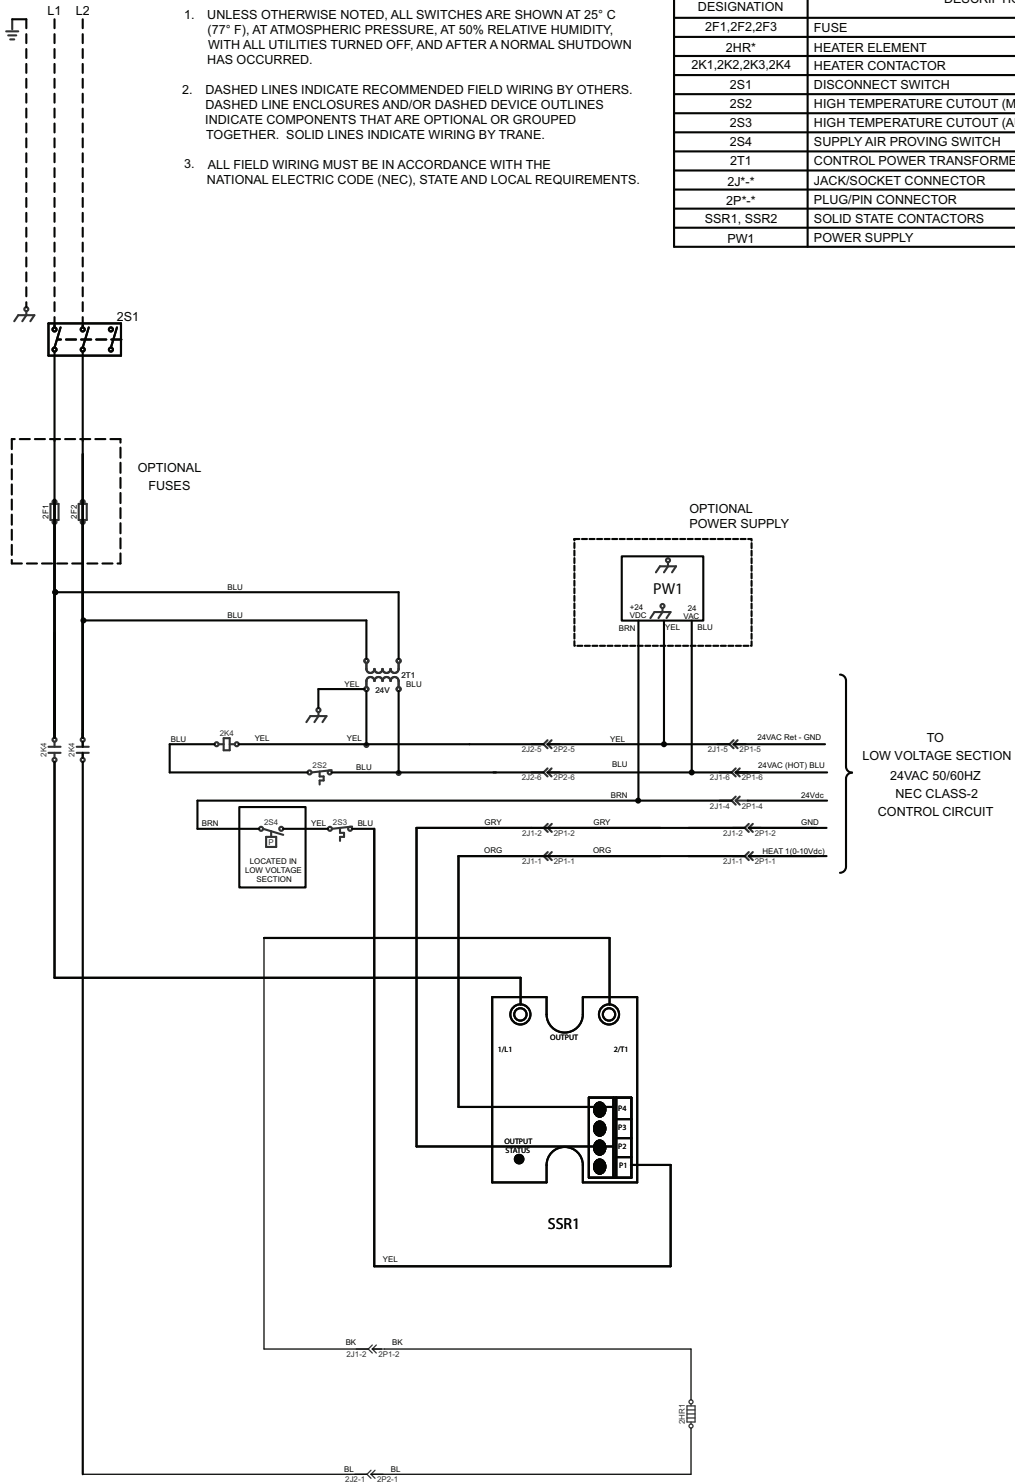 L1 L2
1. UNLESS OTHERWISE NOTED, ALL SWITCHES ARE SHOWN AT 25° C
(77° F), AT ATMOSPHERIC PRESSURE, AT 50% RELATIVE HUMIDITY,
WITH ALL UTILITIES TURNED OFF, AND AFTER A NORMAL SHUTDOWN
HAS OCCURRED.
2. DASHED LINES INDICATE RECOMMENDED FIELD WIRING BY OTHERS.
DASHED LINE ENCLOSURES AND/OR DASHED DEVICE OUTLINES
INDICATE COMPONENTS THAT ARE OPTIONAL OR GROUPED
TOGETHER. SOLID LINES INDICATE WIRING BY TRANE.
3. ALL FIELD WIRING MUST BE IN ACCORDANCE WITH THE
NATIONAL ELECTRIC CODE (NEC), STATE AND LOCAL REQUIREMENTS.
DESIGNATION
2F1,2F2,2F3 FUSE
2HR* HEATER ELEMENT
2K1,2K2,2K3,2K4 HEATER CONTACTOR
2S1 DISCONNECT SWITCH
2S2 HIGH TEMPERATURE CUTOUT (M
2S3 HIGH TEMPERATURE CUTOUT (A
2S4 SUPPLY AIR PROVING SWITCH
2T1 CONTROL POWER TRANSFORME
2J*-* JACK/SOCKET CONNECTOR
2P*-* PLUG/PIN CONNECTOR
SSR1, SSR2 SOLID STATE CONTACTORS
PW1 POWER SUPPLY
2S1
OPTIONAL
FUSES
2F1 2F2
OPTIONAL
POWER SUPPLY
PW1
+24
VDC
24
VAC
BRN YEL BLU
BLU
BLU
2T1
YEL 24V BLU
2K4 2K4
BLU 2K4 YEL YEL 2J2-5 2P2-5 YEL 2J1-5 2P1-5 24VAC Ret - GND
2S2 BLU 2J2-6 2P2-6 BLU 2J1-6 2P1-6 24VAC (HOT) BLU
BRN 2J1-4 2P1-4 24Vdc
BRN 2S4 YEL 2S3 BLU
P
LOCATED IN
LOW VOLTAGE
SECTION
GRY 2J1-2 2P1-2 GRY 2J1-2 2P1-2 GND
ORG 2J1-1 2P1-1 ORG 2J1-1 2P1-1 HEAT 1(0-10Vdc)
TO
LOW VOLTAGE SECTION
24VAC 50/60HZ
NEC CLASS-2
CONTROL CIRCUIT
OUTPUT
1/L1 2/T1
P4
P3
P2
P1
OUTPUT
STATUS
SSR1
YEL
BK BK
2J1-2 2P1-2
2HR1
BL BL
2J2-1 2P2-1